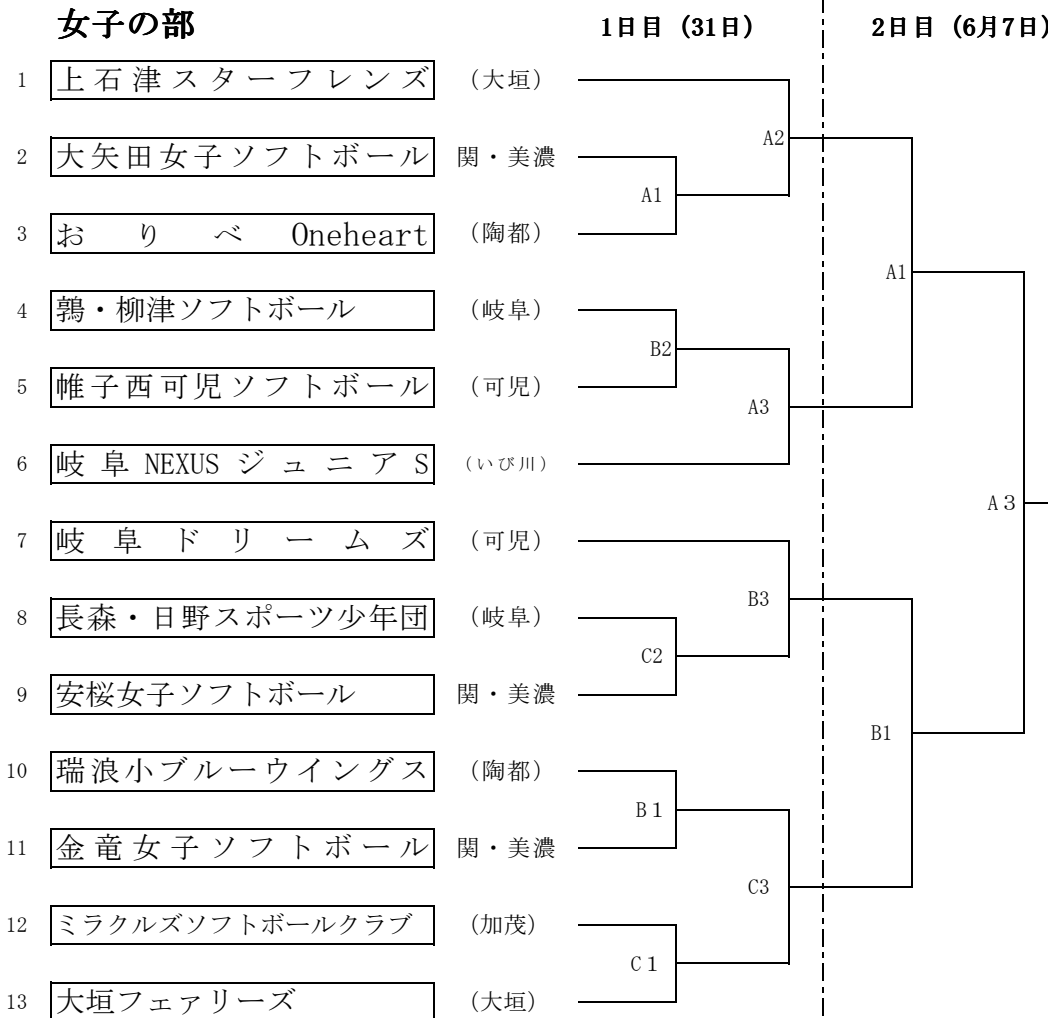 女子の部 1日目（31日） 2日目（6月7日）
1 上石津スターフレンズ （大垣）
A2
2 大矢田女子ソフトボール 関・美濃
A1
3 おりべ Oneheart （陶都）
A1
4 鶉・柳津ソフトボール （岐阜）
B2
5 帷子西可児ソフトボール （可児）
A3
6 岐阜NEXUSジュニアS （いび川）
A３
7 岐阜ドリームズ （可児）
B3
8 長森・日野スポーツ少年団 （岐阜）
C2
9 安桜女子ソフトボール 関・美濃
B1
10 瑞浪小ブルーウイングス （陶都）
B１
11 金竜女子ソフトボール 関・美濃
C3
12 ミラクルズソフトボールクラブ （加茂）
C１
13 大垣フェァリーズ （大垣）